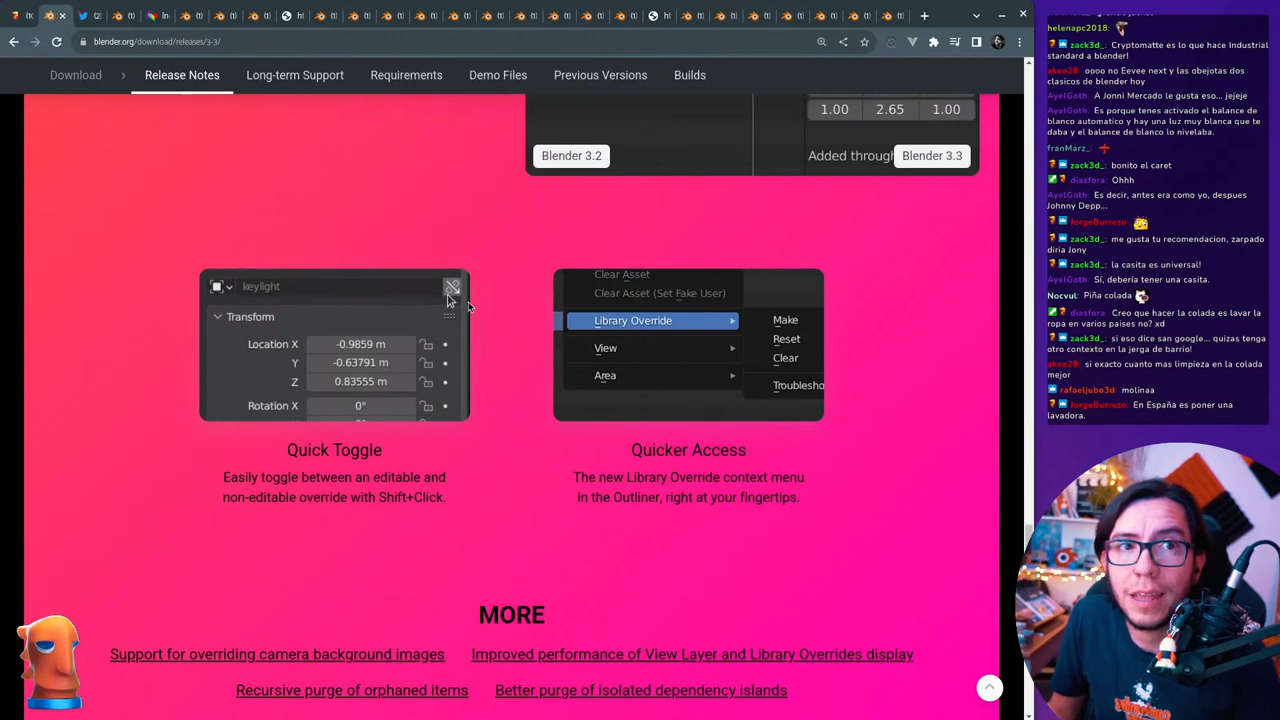 blender.org/download/releases/3-3/
Download
Release Notes
Long-term Support
Requirements
Demo Files
Previous Versions
Builds
1.00 2.65 1.00
Blender 3.2
Added through
Blender 3.3
keylight
Transform
Location X -0.9859 m
Y -0.63791 m
Z 0.83555 m
Rotation X 0°
Quick Toggle
Easily toggle between an editable and
non-editable override with Shift+Click.
Clear Asset
Clear Asset (Set Fake User)
Library Override
View
Area
Make
Reset
Clear
Troublesho
Quicker Access
The new Library Override context menu
in the Outliner, right at your fingertips.
MORE
Support for overriding camera background images
Improved performance of View Layer and Library Overrides display
Recursive purge of orphaned items
Better purge of isolated dependency islands
helenapc2018:
zack3d_: Cryptomatte es lo que hace Industrial
standard a blender!
akeo28: oooo no Eevee next y las obejotas dos
clasicos de blender hoy
AyelGoth: A Jonni Mercado le gusta eso... jejeje
AyelGoth: Es porque tenes activado el balance de
blanco automatico y hay una luz muy blanca que te
daba y el balance de blanco lo nivelaba.
franMarz_:
zack3d_: bonito el caret
diasfora: Ohhh
AyelGoth: Es decir, antes era como yo, despues
Johnny Depp...
JorgeBurrezo:
zack3d_: me gusta tu recomendacion, zarpado
diria Jony
zack3d_: la casita es universal!
AyelGoth: Sí, debería tener una casita.
Nocvul: Piña colada
diasfora: Creo que hacer la colada es lavar la
ropa en varios paises no? xd
zack3d_: si eso dice san google... quizas tenga
otro contexto en la jerga de barrio!
akeo28: si exacto cuanto mas limpieza en la colada
mejor
rafaeljubo3d: molinaa
JorgeBurrezo: En España es poner una
lavadora.